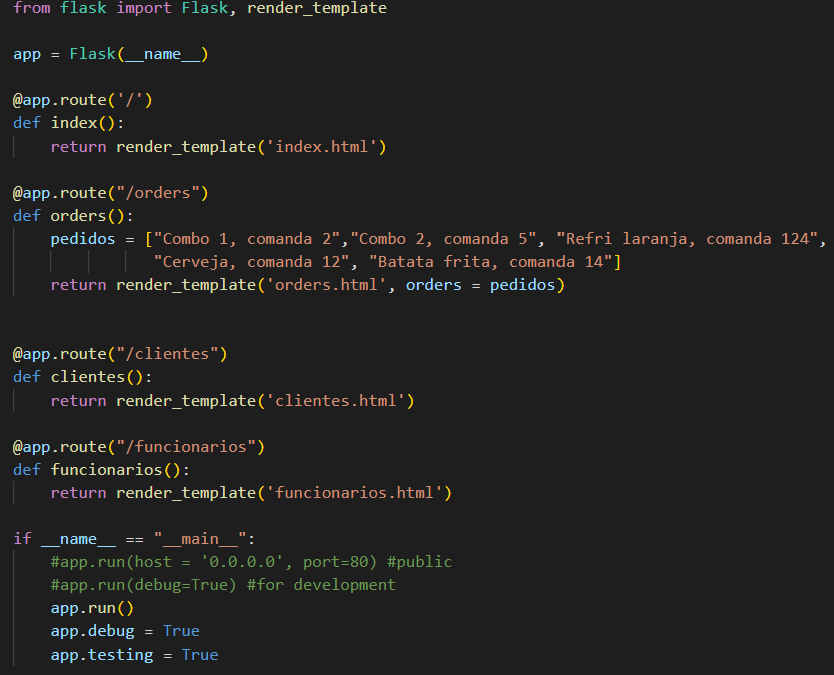 from flask import Flask, render_template
app = Flask(__name__)
@app.route('/')
def index():
    return render_template('index.html')
@app.route("/orders")
def orders():
    pedidos = ["Combo 1, comanda 2","Combo 2, comanda 5", "Refri laranja, comanda 124",
               "Cerveja, comanda 12", "Batata frita, comanda 14"]
    return render_template('orders.html', orders = pedidos)
@app.route("/clientes")
def clientes():
    return render_template('clientes.html')
@app.route("/funcionarios")
def funcionarios():
    return render_template('funcionarios.html')
if __name__ == "__main__":
    #app.run(host = '0.0.0.0', port=80) #public
    #app.run(debug=True) #for development
    app.run()
    app.debug = True
    app.testing = True